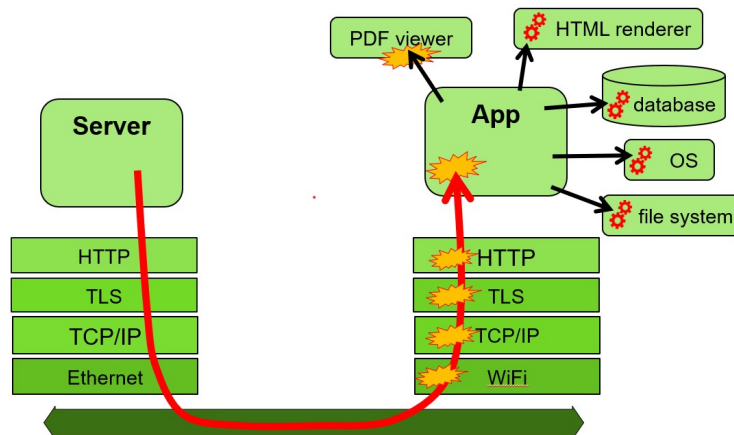 PDF viewer
HTML renderer
Server
App
database
OS
file system
HTTP
HTTP
TLS
TLS
TCP/IP
TCP/IP
Ethernet
WiFi